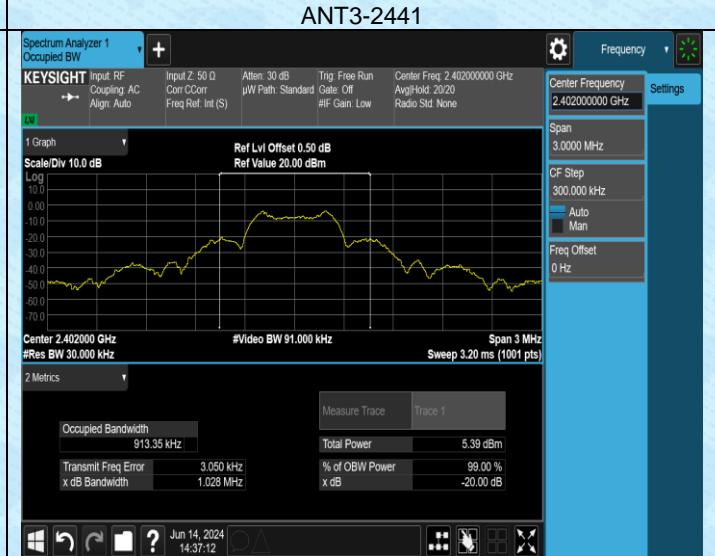 ANT3-2441
Spectrum Analyzer 1
Occupied BW
Frequency
KEYSIGHT
Input: RF
Coupling: AC
Align: Auto
Input Z: 50 Ω
Corr CCorr
Freq Ref: Int (S)
Atten: 30 dB
µW Path: Standard
Trig: Free Run
Gate: Off
#IF Gain: Low
Center Freq: 2.402000000 GHz
Avg|Hold: 20/20
Radio Std: None
LXI
Center Frequency
2.402000000 GHz
Settings
Span
3.0000 MHz
CF Step
300.000 kHz
Auto
Man
Freq Offset
0 Hz
1 Graph
Scale/Div 10.0 dB
Ref Lvl Offset 0.50 dB
Ref Value 20.00 dBm
Log
10.0
0.00
-10.0
-20.0
-30.0
-40.0
-50.0
-60.0
-70.0
Center 2.402000 GHz
#Res BW 30.000 kHz
#Video BW 91.000 kHz
Span 3 MHz
Sweep 3.20 ms (1001 pts)
2 Metrics
Measure Trace
Trace 1
Occupied Bandwidth
913.35 kHz
Total Power
5.39 dBm
Transmit Freq Error
3.050 kHz
% of OBW Power
99.00 %
x dB Bandwidth
1.028 MHz
x dB
-20.00 dB
Jun 14, 2024
14:37:12